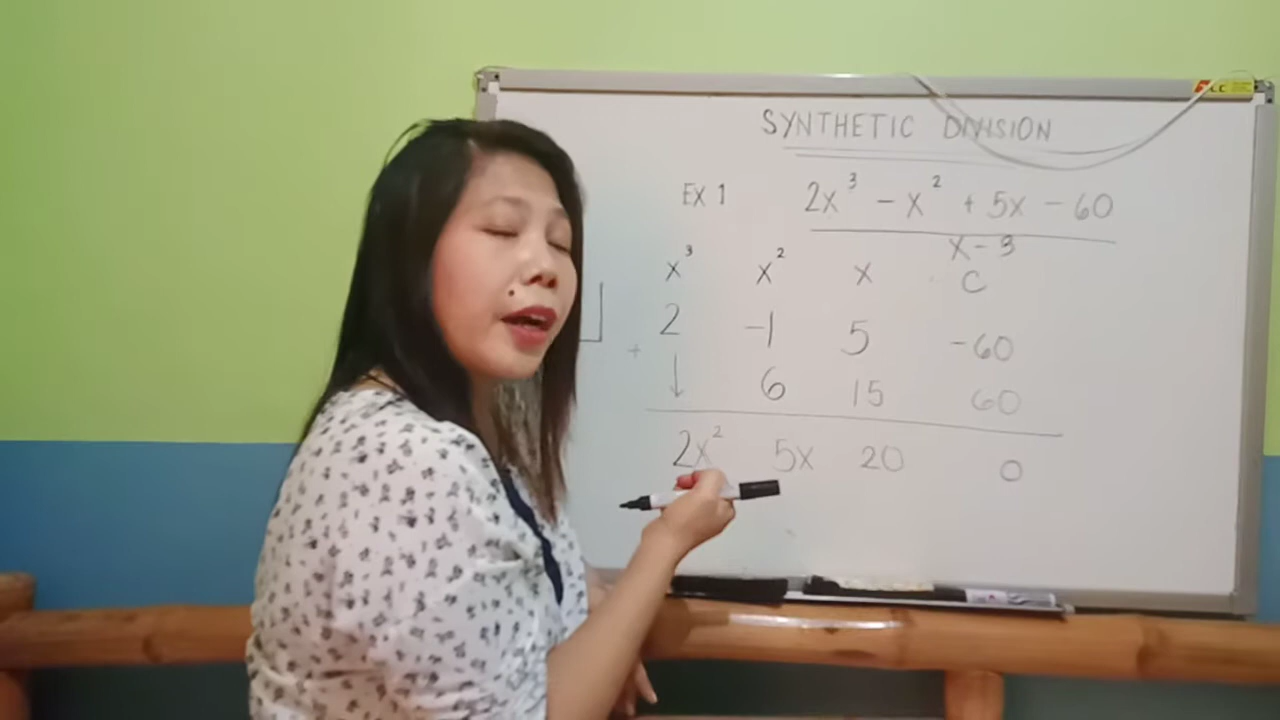 SYNTHETIC DIVISION
EX 1 2x³ - x² + 5x - 60
x - 3
x³ x² x C
2 -1 5 -60
+ ↓ 6 15 60
2x² 5x 20 0